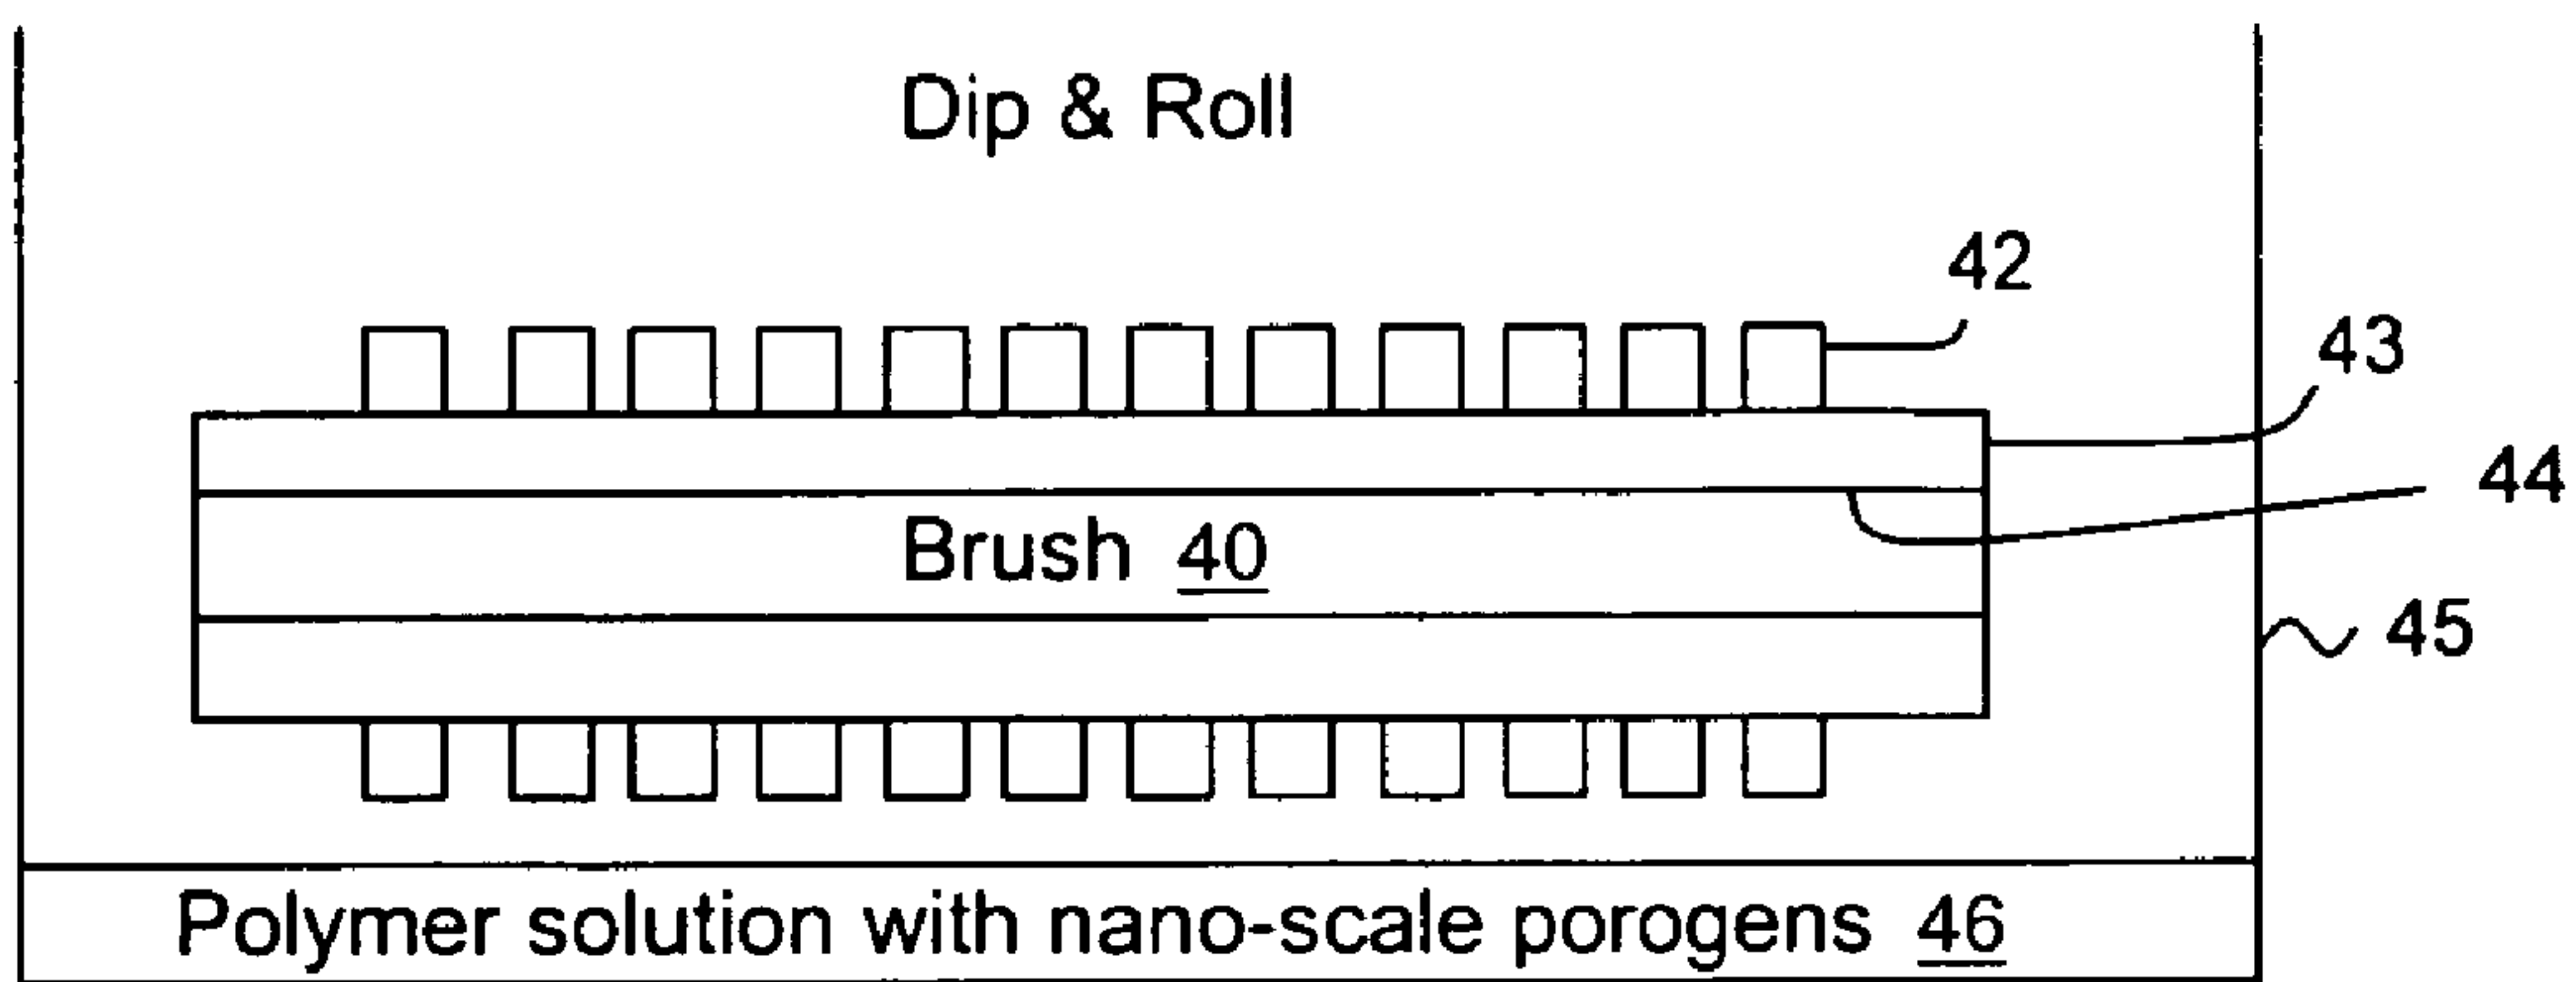 Dip & Roll
42
43
44
Brush 40
45
Polymer solution with nano-scale porogens 46